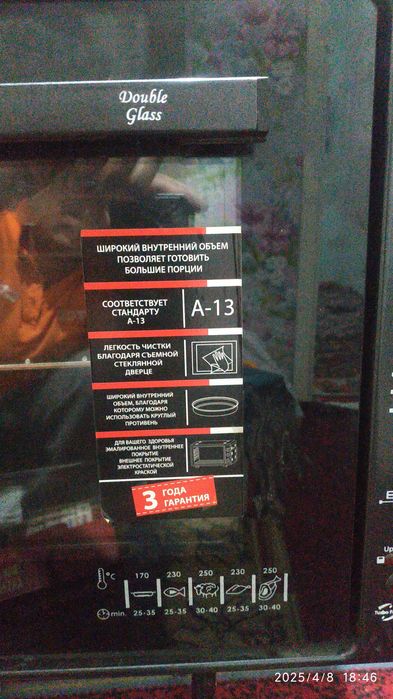 Double
Glass
ШИРОКИЙ ВНУТРЕННИЙ ОБЪЕМ
ПОЗВОЛЯЕТ ГОТОВИТЬ
БОЛЬШИЕ ПОРЦИИ
СООТВЕТСТВУЕТ
СТАНДАРТУ
А-13
A-13
ЛЕГКОСТЬ ЧИСТКИ
БЛАГОДАРЯ СЪЕМНОЙ
СТЕКЛЯННОЙ
ДВЕРЦЕ
ШИРОКИЙ ВНУТРЕННИЙ
ОБЪЕМ, БЛАГОДАРЯ
КОТОРОМУ МОЖНО
ИСПОЛЬЗОВАТЬ КРУГЛЫЙ
ПРОТИВЕНЬ
ДЛЯ ВАШЕГО ЗДОРОВЬЯ
ЭМАЛИРОВАННОЕ ВНУТРЕННЕЕ
ПОКРЫТИЕ
ВНЕШНЕЕ ПОКРЫТИЕ
ЭЛЕКТРОСТАТИЧЕСКОЙ
КРАСКОЙ
3 ГОДА
ГАРАНТИЯ
°C 170 230 250 230 250
min. 25-35 25-35 30-40 25-35 30-40
Up
2025/4/8 18:46